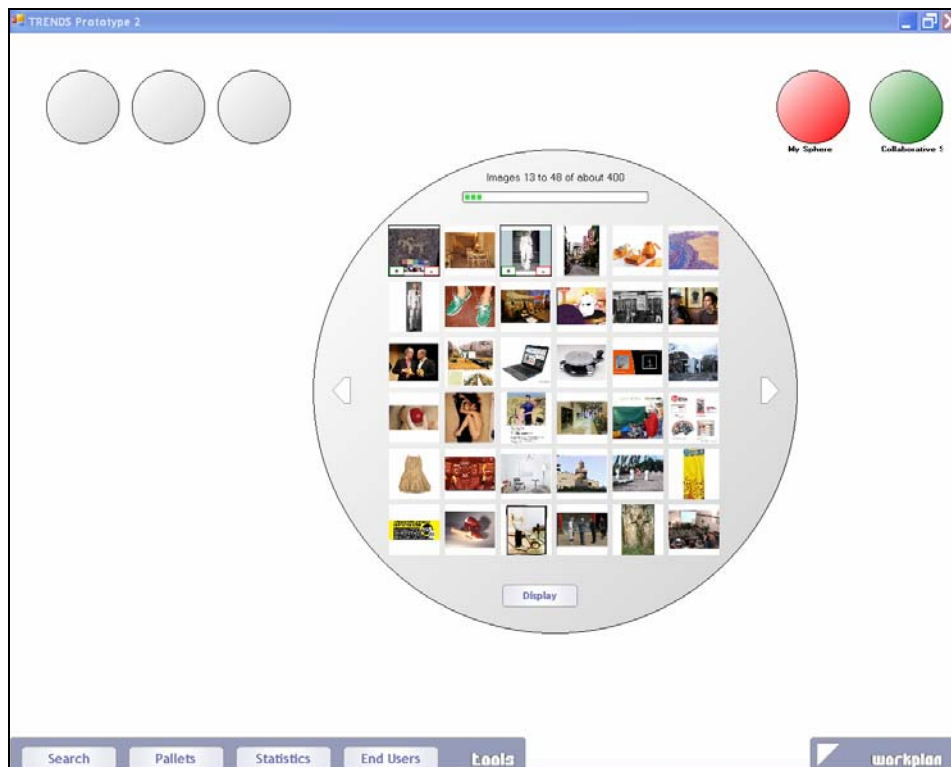 TRENDS Prototype 2
My Sphere
Collaborative S
Images 13 to 48 of about 400
Display
Search
Pallets
Statistics
End Users
tools
workplan